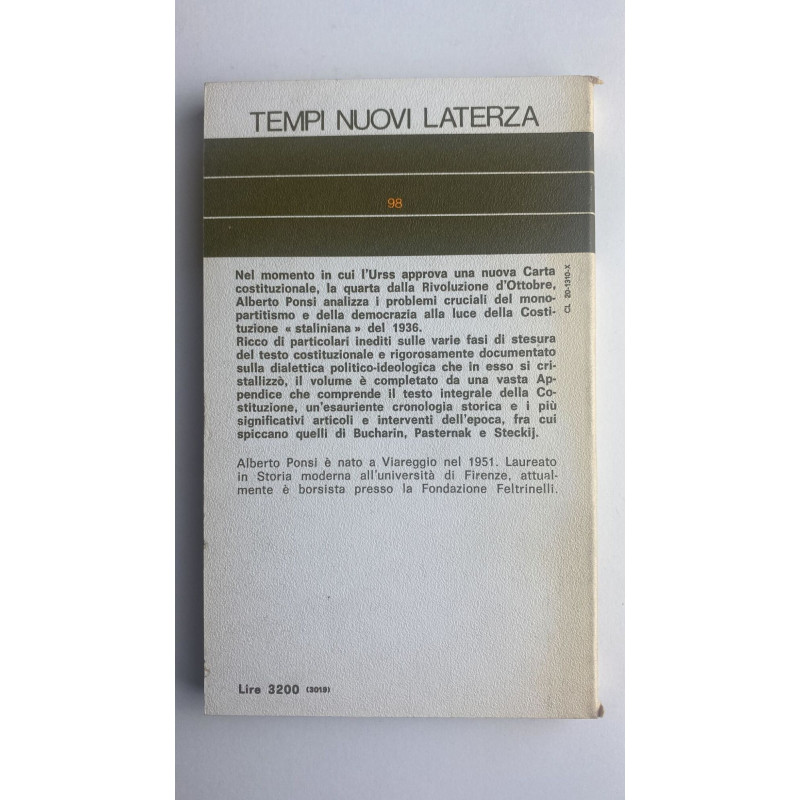 TEMPI NUOVI LATERZA
98
Nel momento in cui l'Urss approva una nuova Carta
costituzionale, la quarta dalla Rivoluzione d'Ottobre,
Alberto Ponsi analizza i problemi cruciali del mono-
partitismo e della democrazia alla luce della Costi-
tuzione « staliniana » del 1936.
Ricco di particolari inediti sulle varie fasi di stesura
del testo costituzionale e rigorosamente documentato
sulla dialettica politico-ideologica che in esso si cri-
stallizzò, il volume è completato da una vasta Ap-
pendice che comprende il testo integrale della Co-
stituzione, un'esauriente cronologia storica e i più
significativi articoli e interventi dell'epoca, fra cui
spiccano quelli di Bucharin, Pasternak e Steckij.
Alberto Ponsi è nato a Viareggio nel 1951. Laureato
in Storia moderna all'università di Firenze, attual-
mente è borsista presso la Fondazione Feltrinelli.
CL 20-1310-X
Lire 3200 (3019)